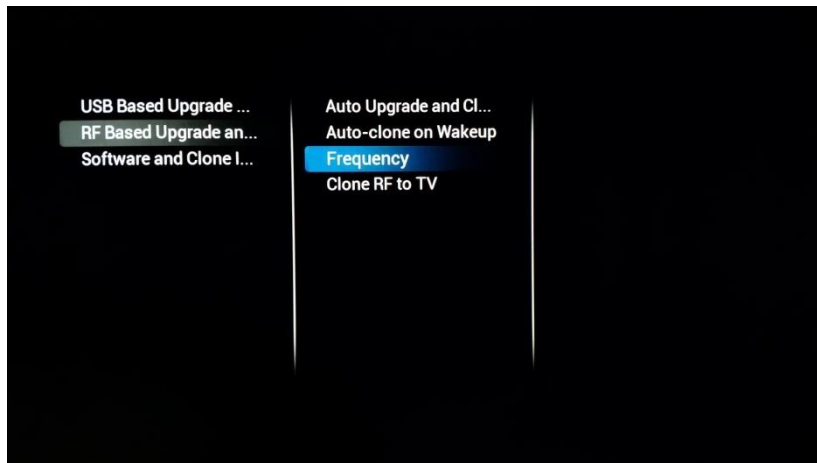 USB Based Upgrade ...
RF Based Upgrade an...
Software and Clone I...
Auto Upgrade and Cl...
Auto-clone on Wakeup
Frequency
Clone RF to TV